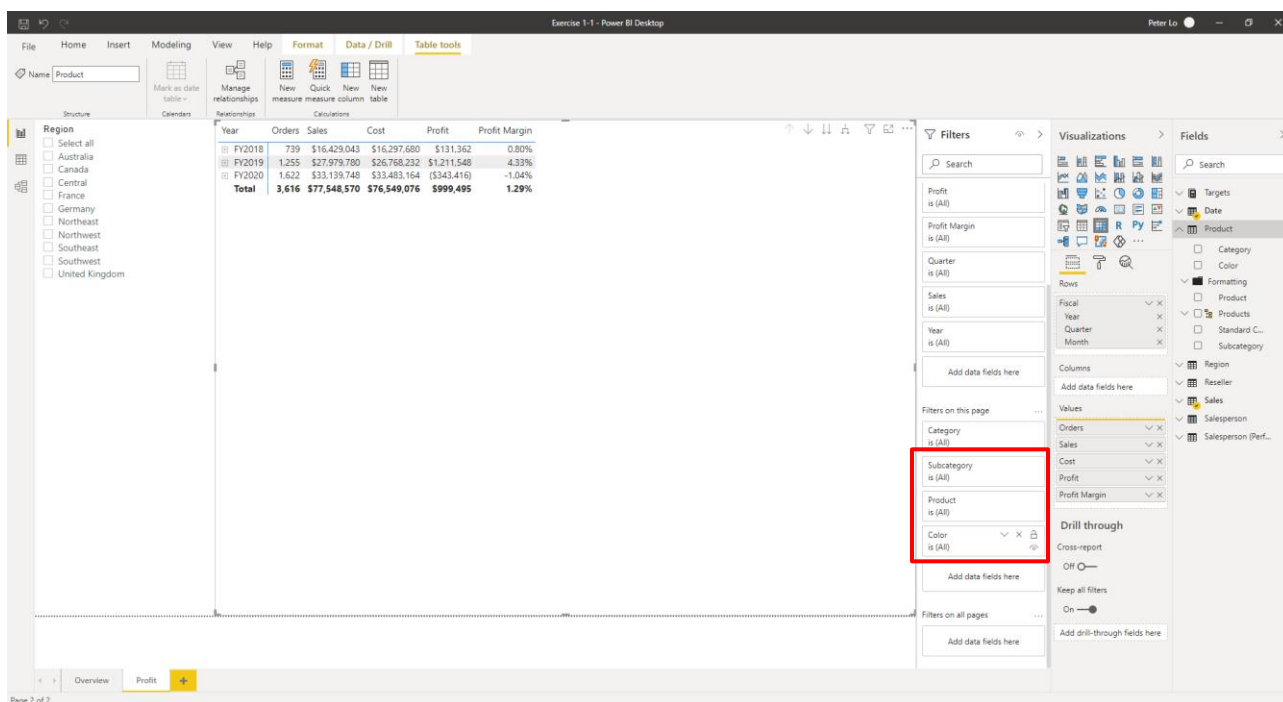 Exercise 1-1 - Power BI Desktop
Peter Lo
File Home Insert Modeling View Help Format Data / Drill Table tools
Name Product
Mark as date
table
Manage
relationships
New
measure
Quick
measure
New
column
New
table
Structure
Calendars
Relationships
Calculations
Region
Select all
Australia
Canada
Central
France
Germany
Northeast
Northwest
Southeast
Southwest
United Kingdom
Year Orders Sales Cost Profit Profit Margin
FY2018 739 $16,429,043 $16,297,680 $131,362 0.80%
FY2019 1,255 $27,979,780 $26,768,232 $1,211,548 4.33%
FY2020 1,622 $33,139,748 $33,483,164 ($343,416) -1.04%
Total 3,616 $77,548,570 $76,549,076 $999,495 1.29%
Filters
Search
Profit
is (All)
Profit Margin
is (All)
Quarter
is (All)
Sales
is (All)
Year
is (All)
Add data fields here
Filters on this page
Category
is (All)
Subcategory
is (All)
Product
is (All)
Color
is (All)
Add data fields here
Filters on all pages
Add data fields here
Visualizations
R Py
Rows
Fiscal
Year
Quarter
Month
Columns
Add data fields here
Values
Orders
Sales
Cost
Profit
Profit Margin
Drill through
Cross-report
Off
Keep all filters
On
Add drill-through fields here
Fields
Search
Targets
Date
Product
Category
Color
Formatting
Product
Products
Standard C...
Subcategory
Region
Reseller
Sales
Salesperson
Salesperson (Perf...
Overview Profit +
Page 2 of 2